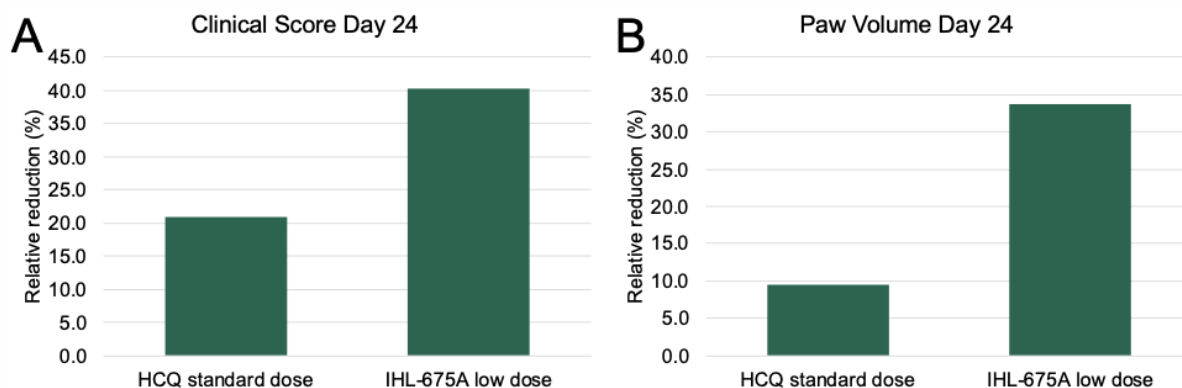 A
Clinical Score Day 24
Relative reduction (%)
45.0
40.0
35.0
30.0
25.0
20.0
15.0
10.0
5.0
0.0
HCQ standard dose
IHL-675A low dose
B
Paw Volume Day 24
Relative reduction (%)
40.0
35.0
30.0
25.0
20.0
15.0
10.0
5.0
0.0
HCQ standard dose
IHL-675A low dose